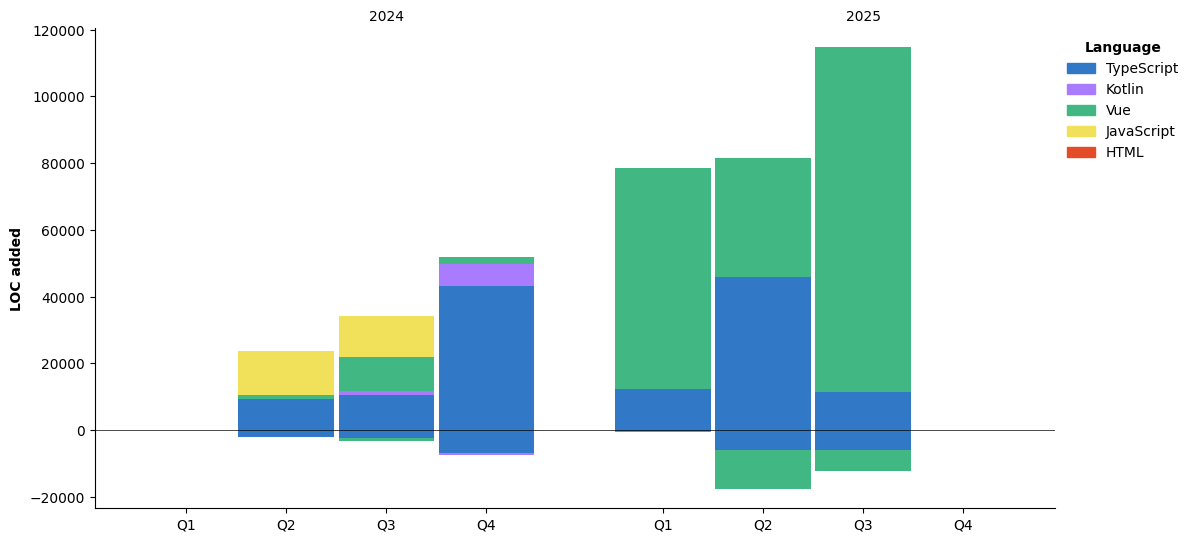 2024 2025
Language
TypeScript
Kotlin
Vue
JavaScript
HTML
LOC added
120000
100000
80000
60000
40000
20000
0
−20000
Q1 Q2 Q3 Q4 Q1 Q2 Q3 Q4